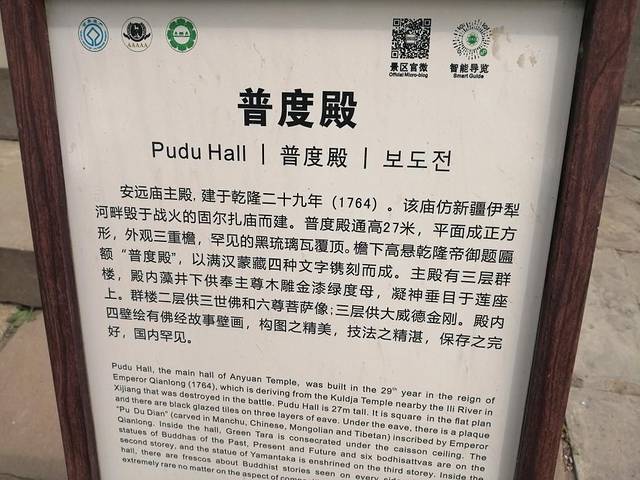 景区官微
Official Micro-blog
智能导览
Smart Guide
普度殿
Pudu Hall | 普度殿 | 보도전
安远庙主殿，建于乾隆二十九年（1764）。该庙仿新疆伊犁
河畔毁于战火的固尔扎庙而建。普度殿通高27米，平面成正方
形，外观三重檐，罕见的黑琉璃瓦覆顶。檐下高悬乾隆帝御题匾
额“普度殿”，以满汉蒙藏四种文字镌刻而成。主殿有三层群
楼，殿内藻井下供奉主尊木雕金漆绿度母，凝神垂目于莲座
上。群楼二层供三世佛和六尊菩萨像；三层供大威德金刚。殿内
四壁绘有佛经故事壁画，构图之精美，技法之精湛，保存之完
好，国内罕见。
Pudu Hall, the main hall of Anyuan Temple, was built in the 29th year in the reign of
Emperor Qianlong (1764), which is deriving from the Kuldja Temple nearby the Ili River in
Xijiang that was destroyed in the battle. Pudu Hall is 27m tall. It is square in the flat plan
and there are black glazed tiles on three layers of eave. Under the eave, there is a plaque
"Pu Du Dian" (carved in Manchu, Chinese, Mongolian and Tibetan) inscribed by Emperor
Qianlong. Inside the hall, Green Tara is consecrated under the caisson ceiling. The
statues of Buddhas of the Past, Present and Future and six bodhisattvas are on the
second storey, and the statue of Yamantaka is enshrined on the third storey. Inside the
hall, there are frescos about Buddhist stories seen on every
extremely rare no matter on the aspect of